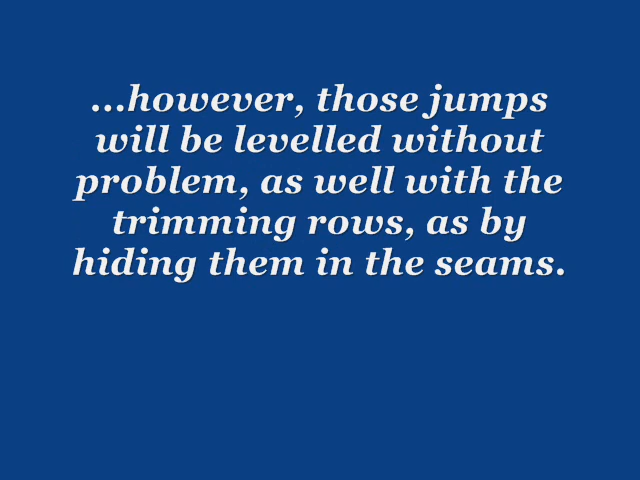 ...however, those jumps
will be levelled without
problem, as well with the
trimming rows, as by
hiding them in the seams.